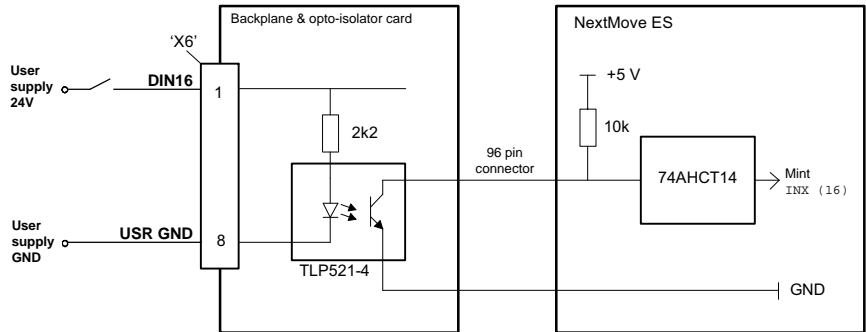 Backplane & opto-isolator card
NextMove ES
'X6'
User
supply
24V
DIN16
1
+5 V
2k2
10k
96 pin
connector
74AHCT14
Mint
INX (16)
User
supply
GND
USR GND
8
TLP521-4
GND